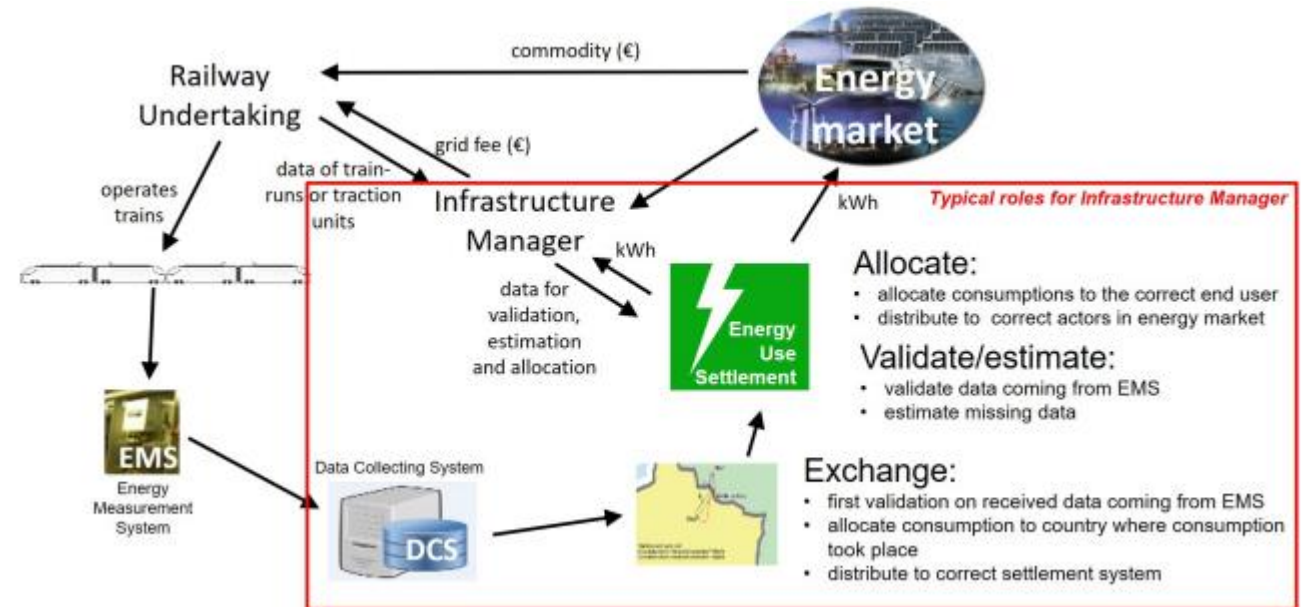 commodity (€)
Railway
Undertaking
Energy
market
grid fee (€)
data of train-
runs or traction
units
operates
trains
Typical roles for Infrastructure Manager
Infrastructure
Manager
kWh
kWh
data for
validation,
estimation
and allocation
Energy
Use
Settlement
Allocate:
• allocate consumptions to the correct end user
• distribute to correct actors in energy market
Validate/estimate:
• validate data coming from EMS
• estimate missing data
EMS
Energy
Measurement
System
Data Collecting System
DCS
Exchange:
• first validation on received data coming from EMS
• allocate consumption to country where consumption
took place
• distribute to correct settlement system